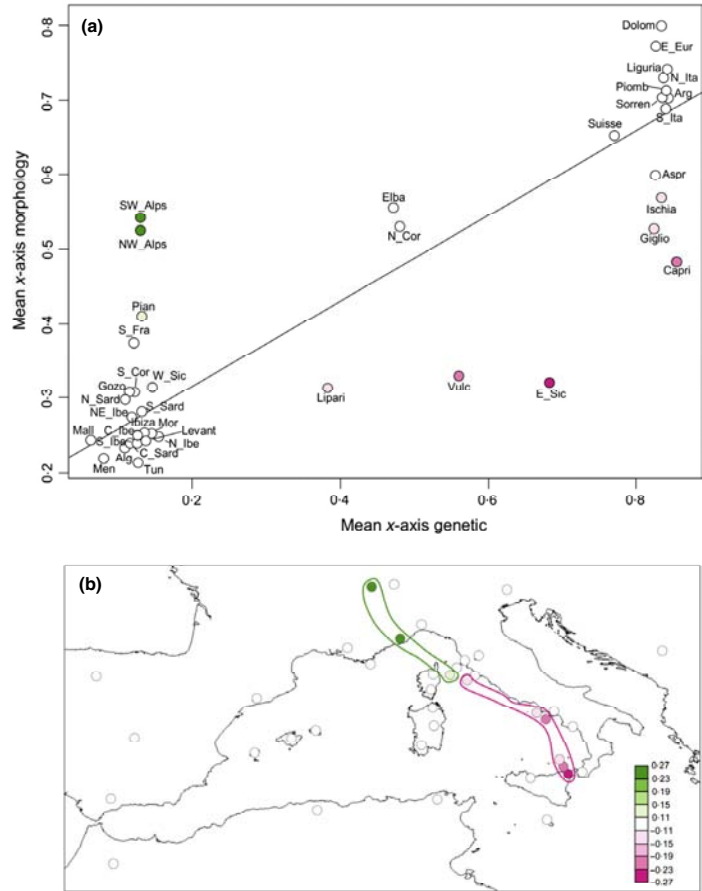 (a)
Mean x-axis morphology
0·8
0·7
0·6
0·5
0·4
0·3
0·2
Dolom
E_Eur
Liguria
N_Ita
Piomb
Arg
Sorren
S_Ita
Suisse
Aspr
Ischia
Giglio
Capri
Elba
N_Cor
SW_Alps
NW_Alps
Pian
S_Fra
S_Cor
W_Sic
Gozo
N_Sard
S_Sard
NE_Ibe
Ibiza Mor
C_Ibe
Levant
Mall
S_Ibe
N_Ibe
Alg
C_Sard
Men
Tun
Lipari
Vulc
E_Sic
0·2
0·4
0·6
0·8
Mean x-axis genetic
(b)
0·27
0·23
0·19
0·15
0·11
–0·11
–0·15
–0·19
–0·23
–0·27